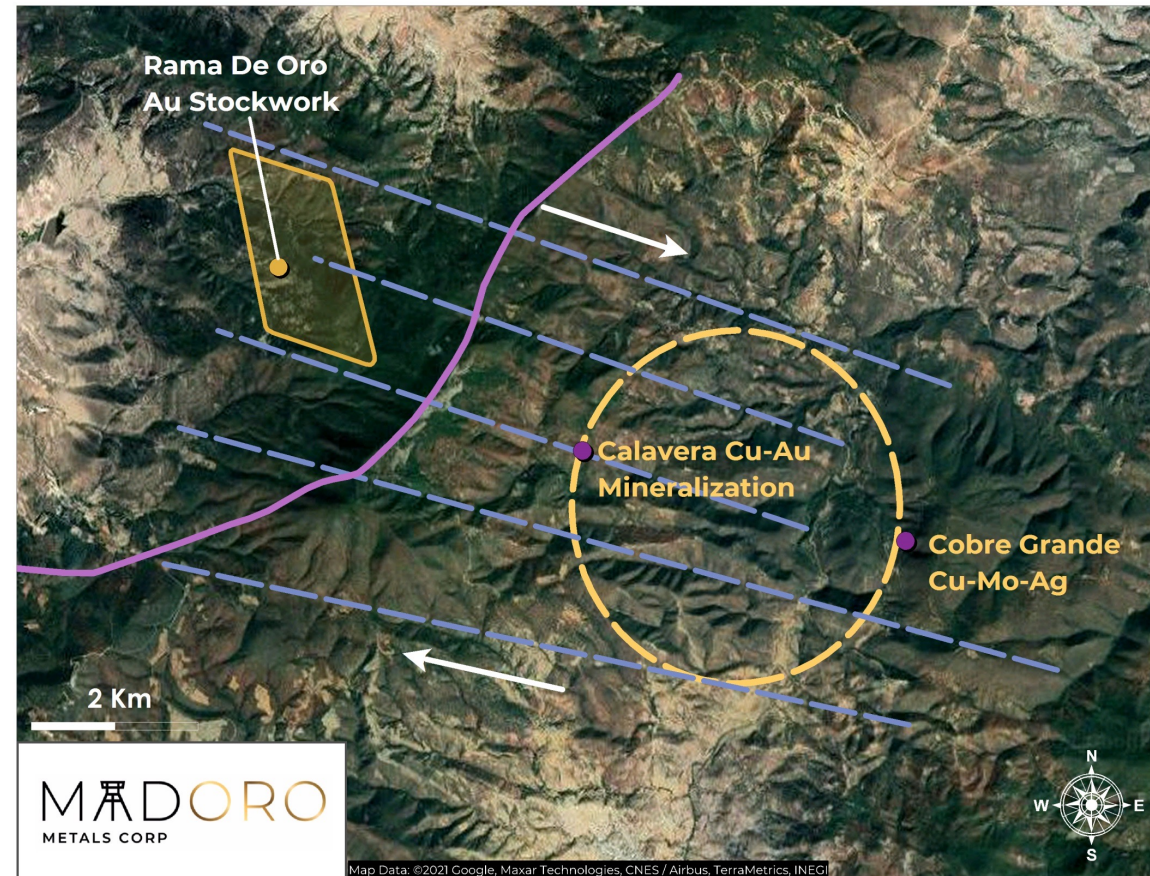 Rama De Oro
Au Stockwork
Calavera Cu-Au
Mineralization
Cobre Grande
Cu-Mo-Ag
2 Km
MADORO
METALS CORP
N
W E
S
Map Data: ©2021 Google, Maxar Technologies, CNES / Airbus, TerraMetrics, INEGI